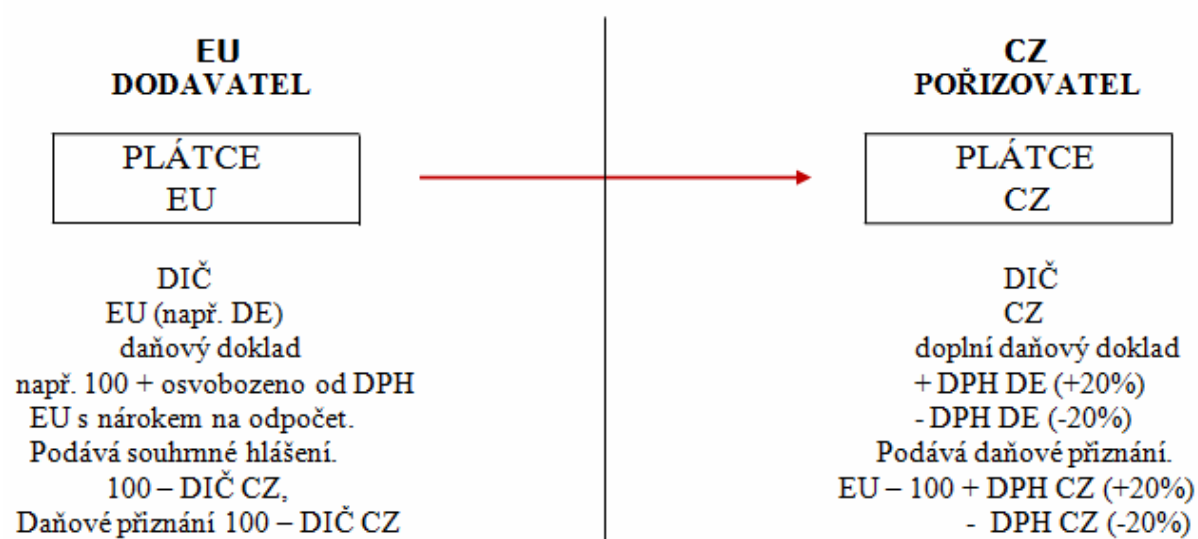 EU
DODAVATEL
PLÁTCE
EU
DIČ
EU (např. DE)
daňový doklad
např. 100 + osvobozeno od DPH
EU s nárokem na odpočet.
Podává souhrnné hlášení.
100 – DIČ CZ,
Daňové přiznání 100 – DIČ CZ
CZ
POŘIZOVATEL
PLÁTCE
CZ
DIČ
CZ
doplní daňový doklad
+ DPH DE (+20%)
- DPH DE (-20%)
Podává daňové přiznání.
EU – 100 + DPH CZ (+20%)
- DPH CZ (-20%)